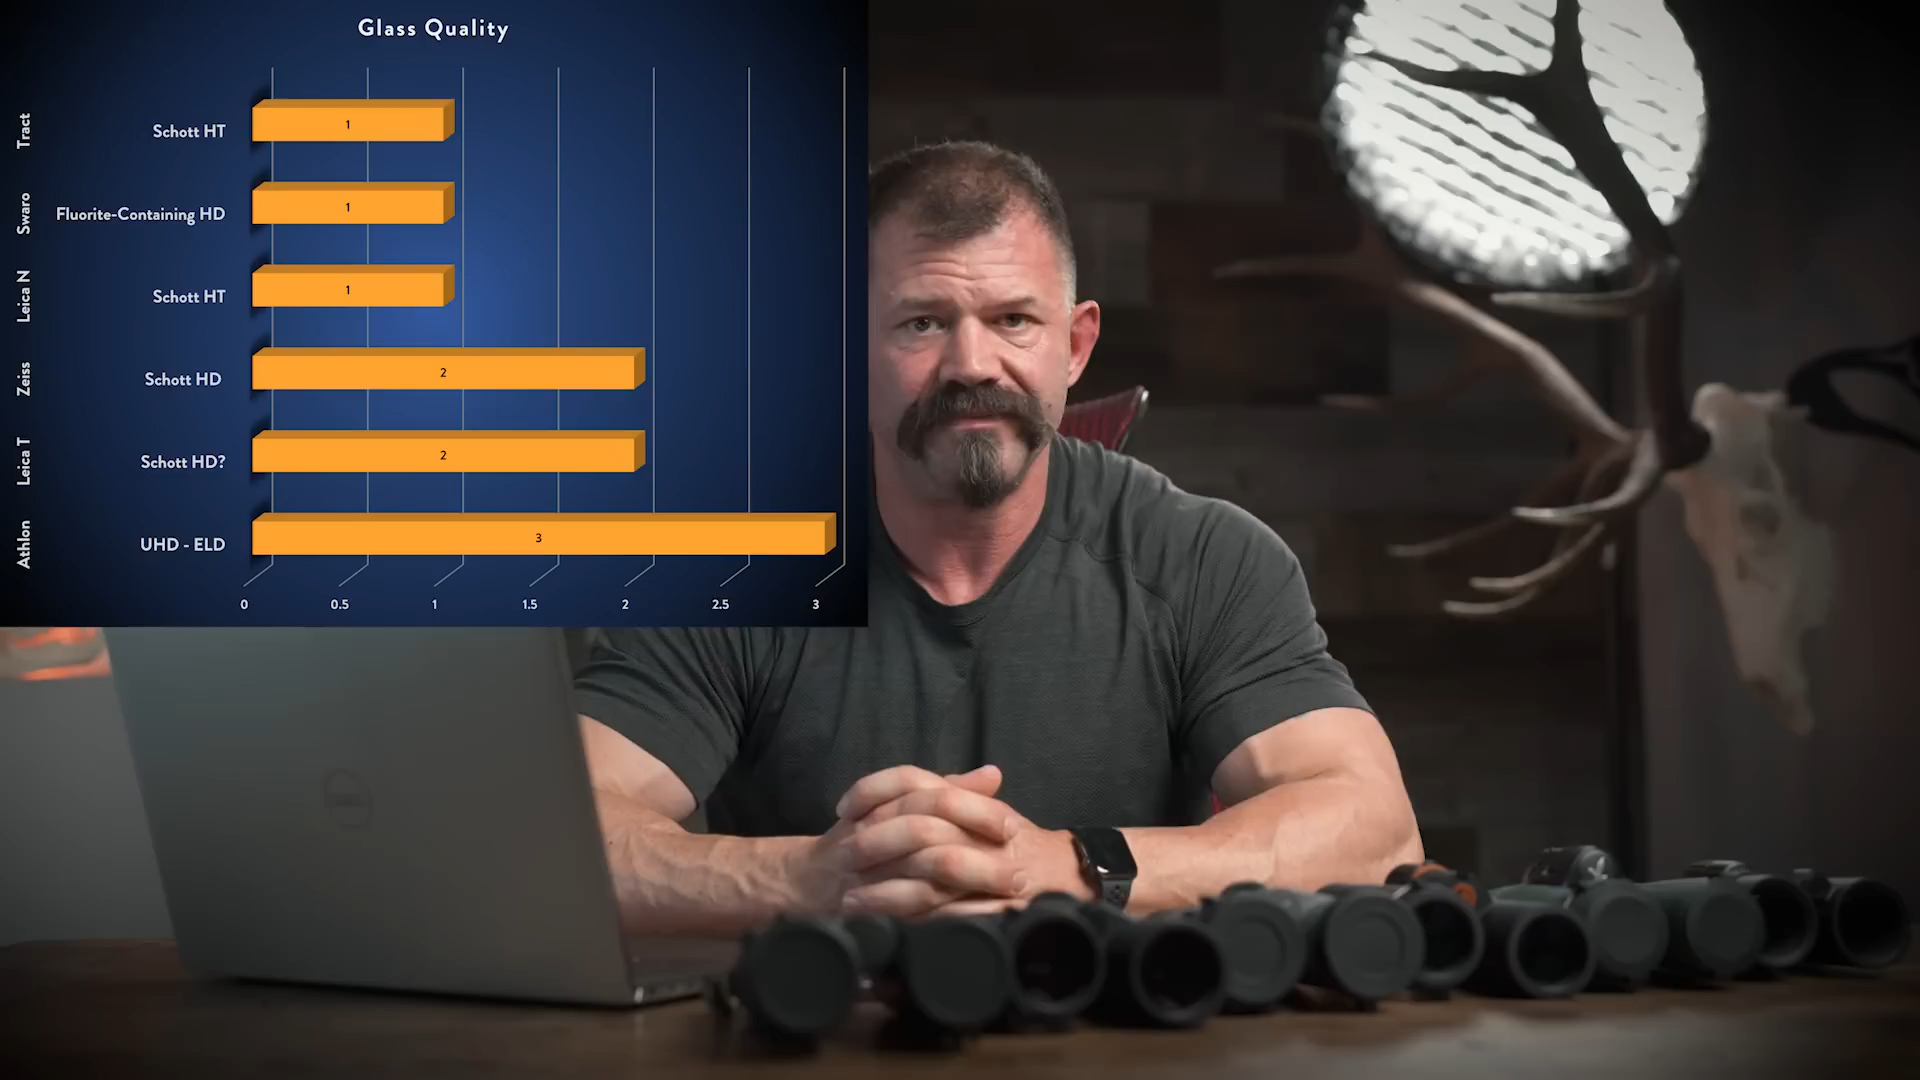 Glass Quality
Tract
Schott HT
1
Swaro
Fluorite-Containing HD
1
Leica N
Schott HT
1
Zeiss
Schott HD
2
Leica T
Schott HD?
2
Athlon
UHD - ELD
3
0 0.5 1 1.5 2 2.5 3